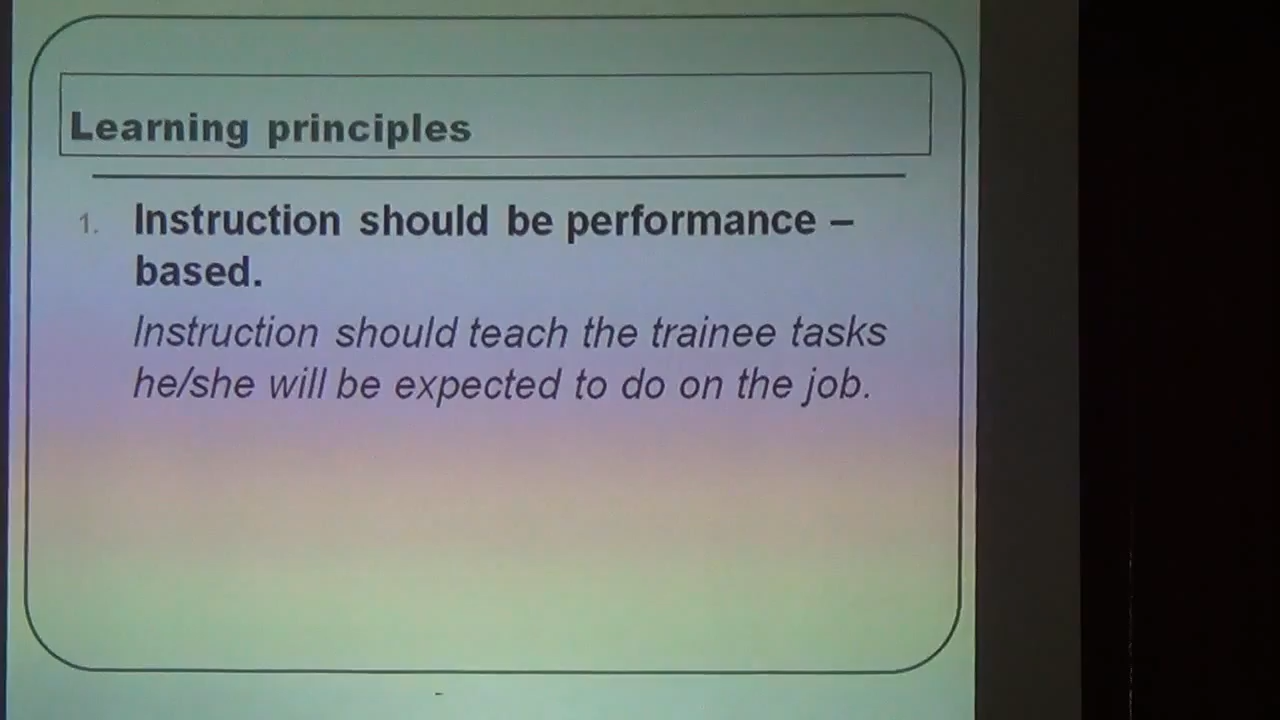 Learning principles
1. Instruction should be performance –
based.
Instruction should teach the trainee tasks
he/she will be expected to do on the job.